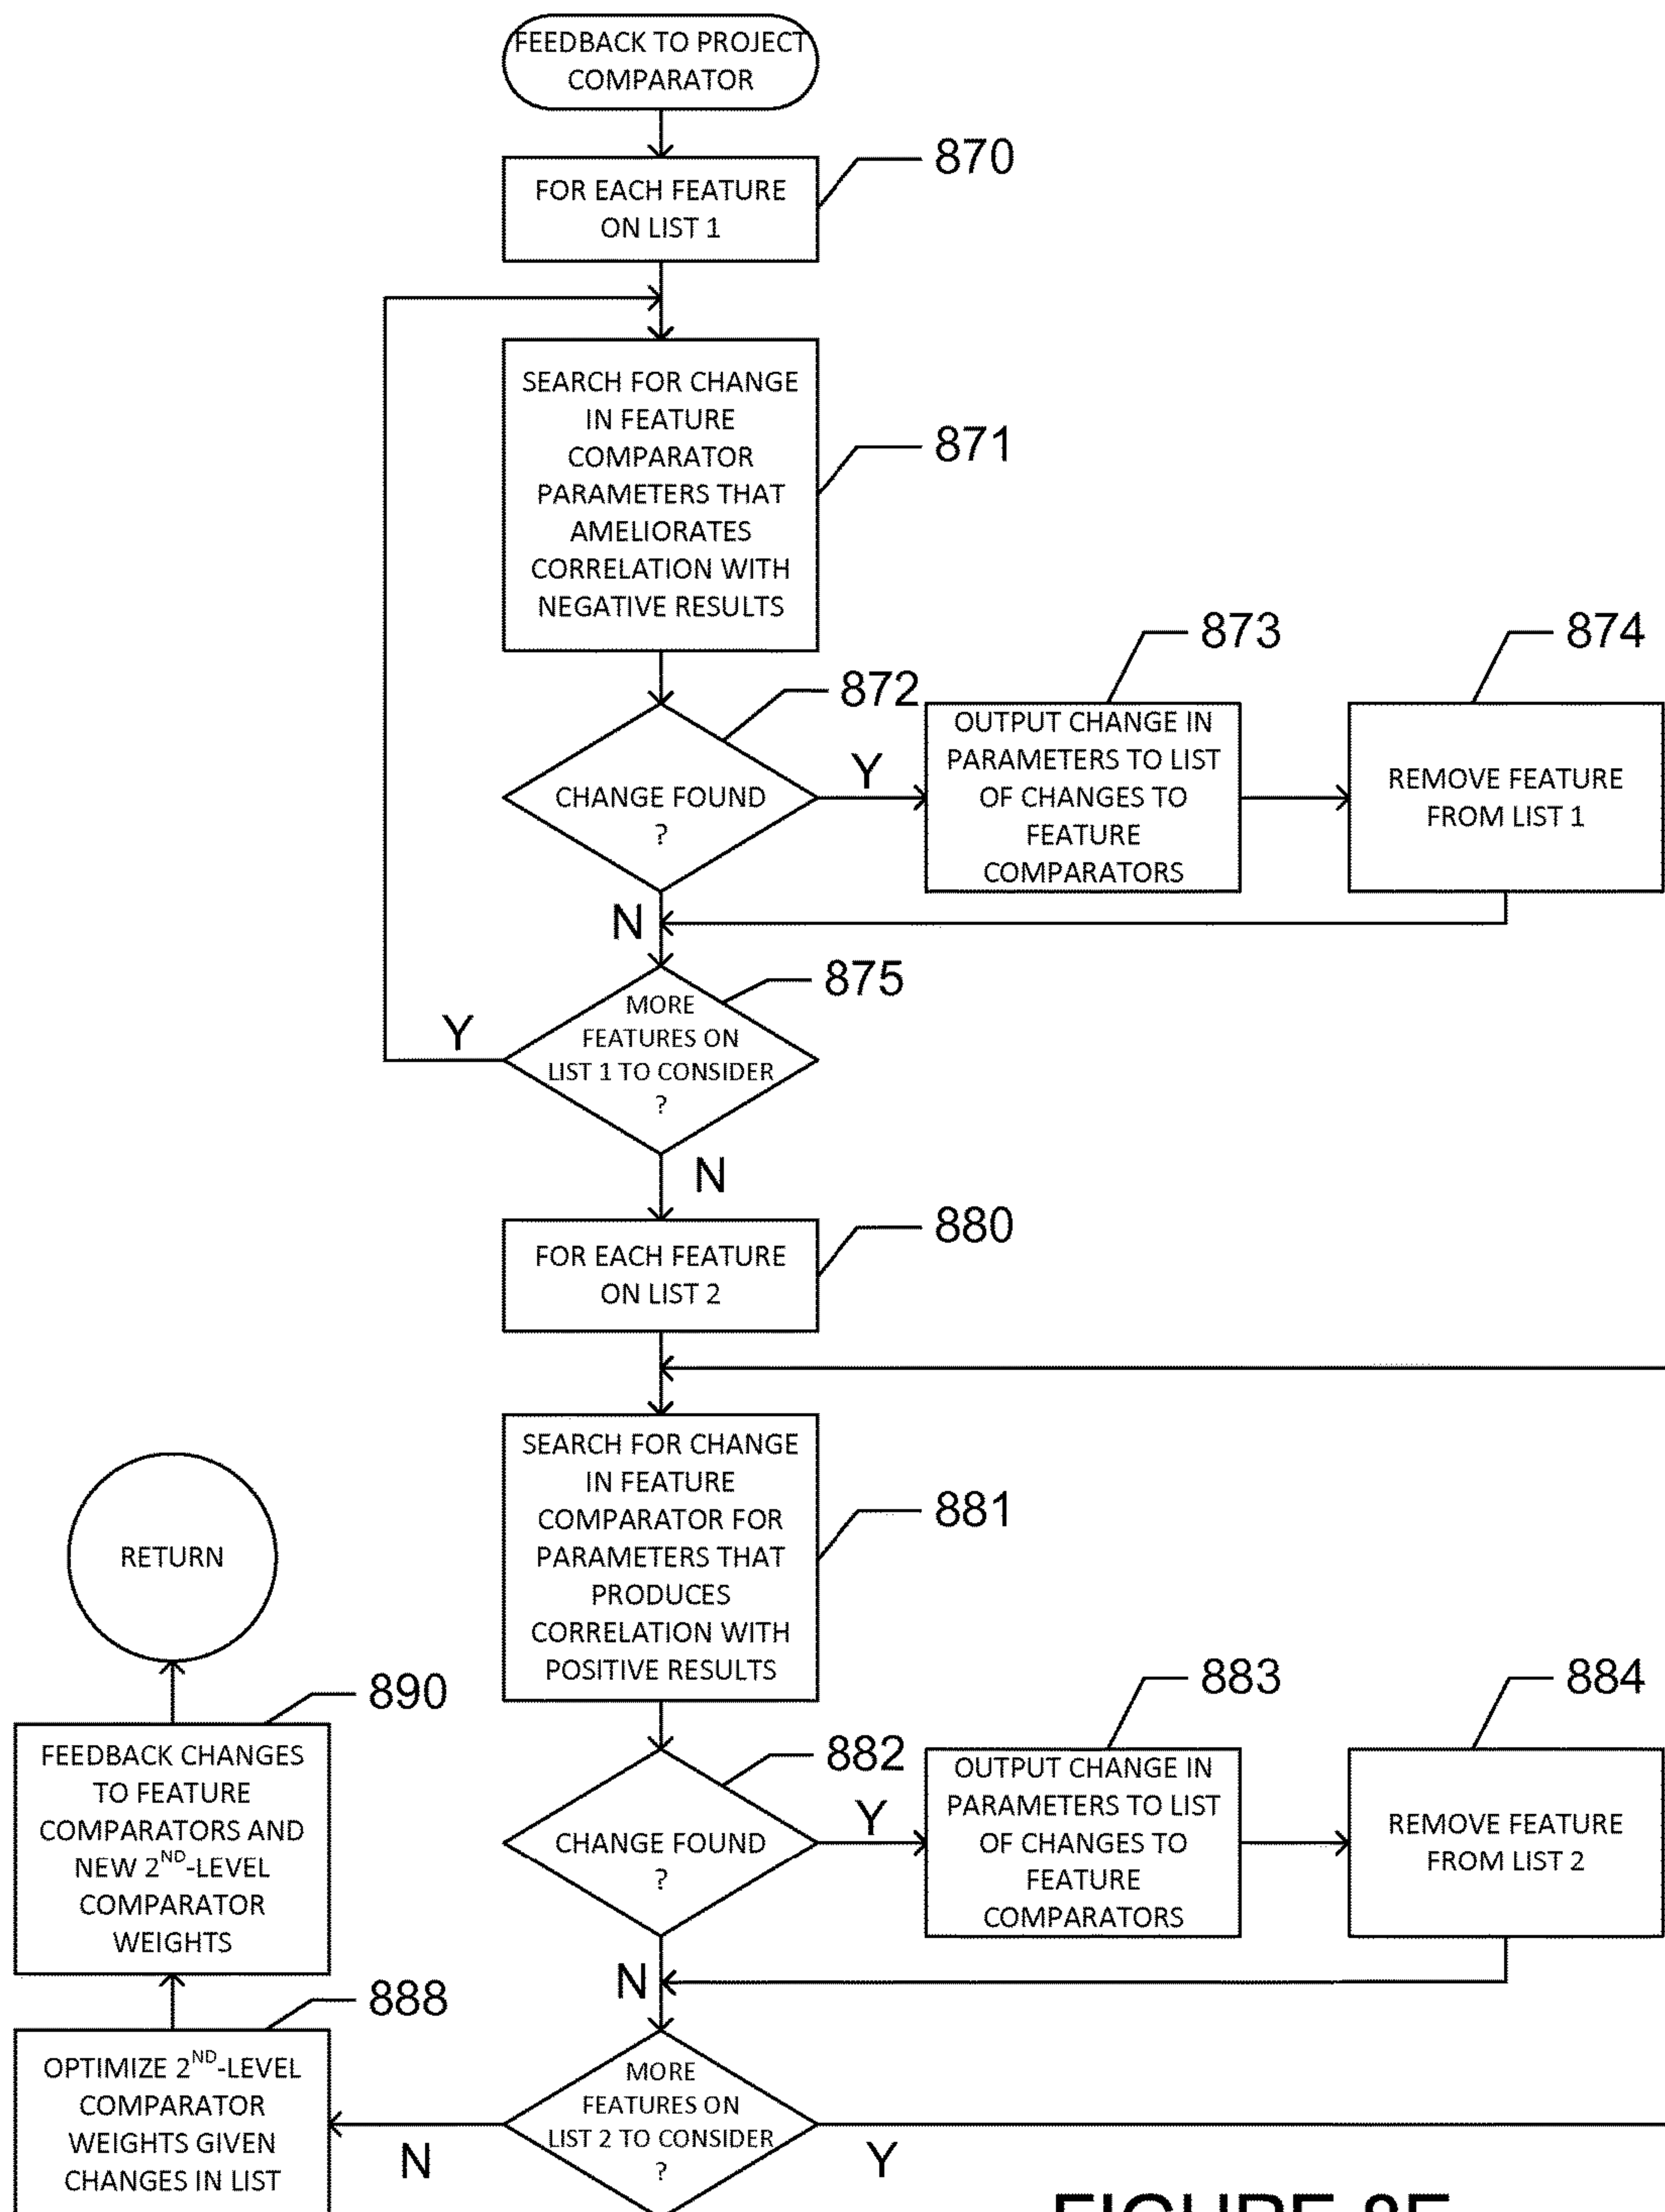 FEEDBACK TO PROJECT
COMPARATOR
870
FOR EACH FEATURE
ON LIST 1
SEARCH FOR CHANGE
IN FEATURE
COMPARATOR
PARAMETERS THAT
AMELIORATES
CORRELATION WITH
NEGATIVE RESULTS
871
872
CHANGE FOUND
?
Y
N
873
OUTPUT CHANGE IN
PARAMETERS TO LIST
OF CHANGES TO
FEATURE
COMPARATORS
874
REMOVE FEATURE
FROM LIST 1
875
MORE
FEATURES ON
LIST 1 TO CONSIDER
?
Y
N
880
FOR EACH FEATURE
ON LIST 2
SEARCH FOR CHANGE
IN FEATURE
COMPARATOR FOR
PARAMETERS THAT
PRODUCES
CORRELATION WITH
POSITIVE RESULTS
881
882
CHANGE FOUND
?
Y
N
883
OUTPUT CHANGE IN
PARAMETERS TO LIST
OF CHANGES TO
FEATURE
COMPARATORS
884
REMOVE FEATURE
FROM LIST 2
MORE
FEATURES ON
LIST 2 TO CONSIDER
?
N
Y
888
OPTIMIZE 2ND-LEVEL
COMPARATOR
WEIGHTS GIVEN
CHANGES IN LIST
890
FEEDBACK CHANGES
TO FEATURE
COMPARATORS AND
NEW 2ND-LEVEL
COMPARATOR
WEIGHTS
RETURN